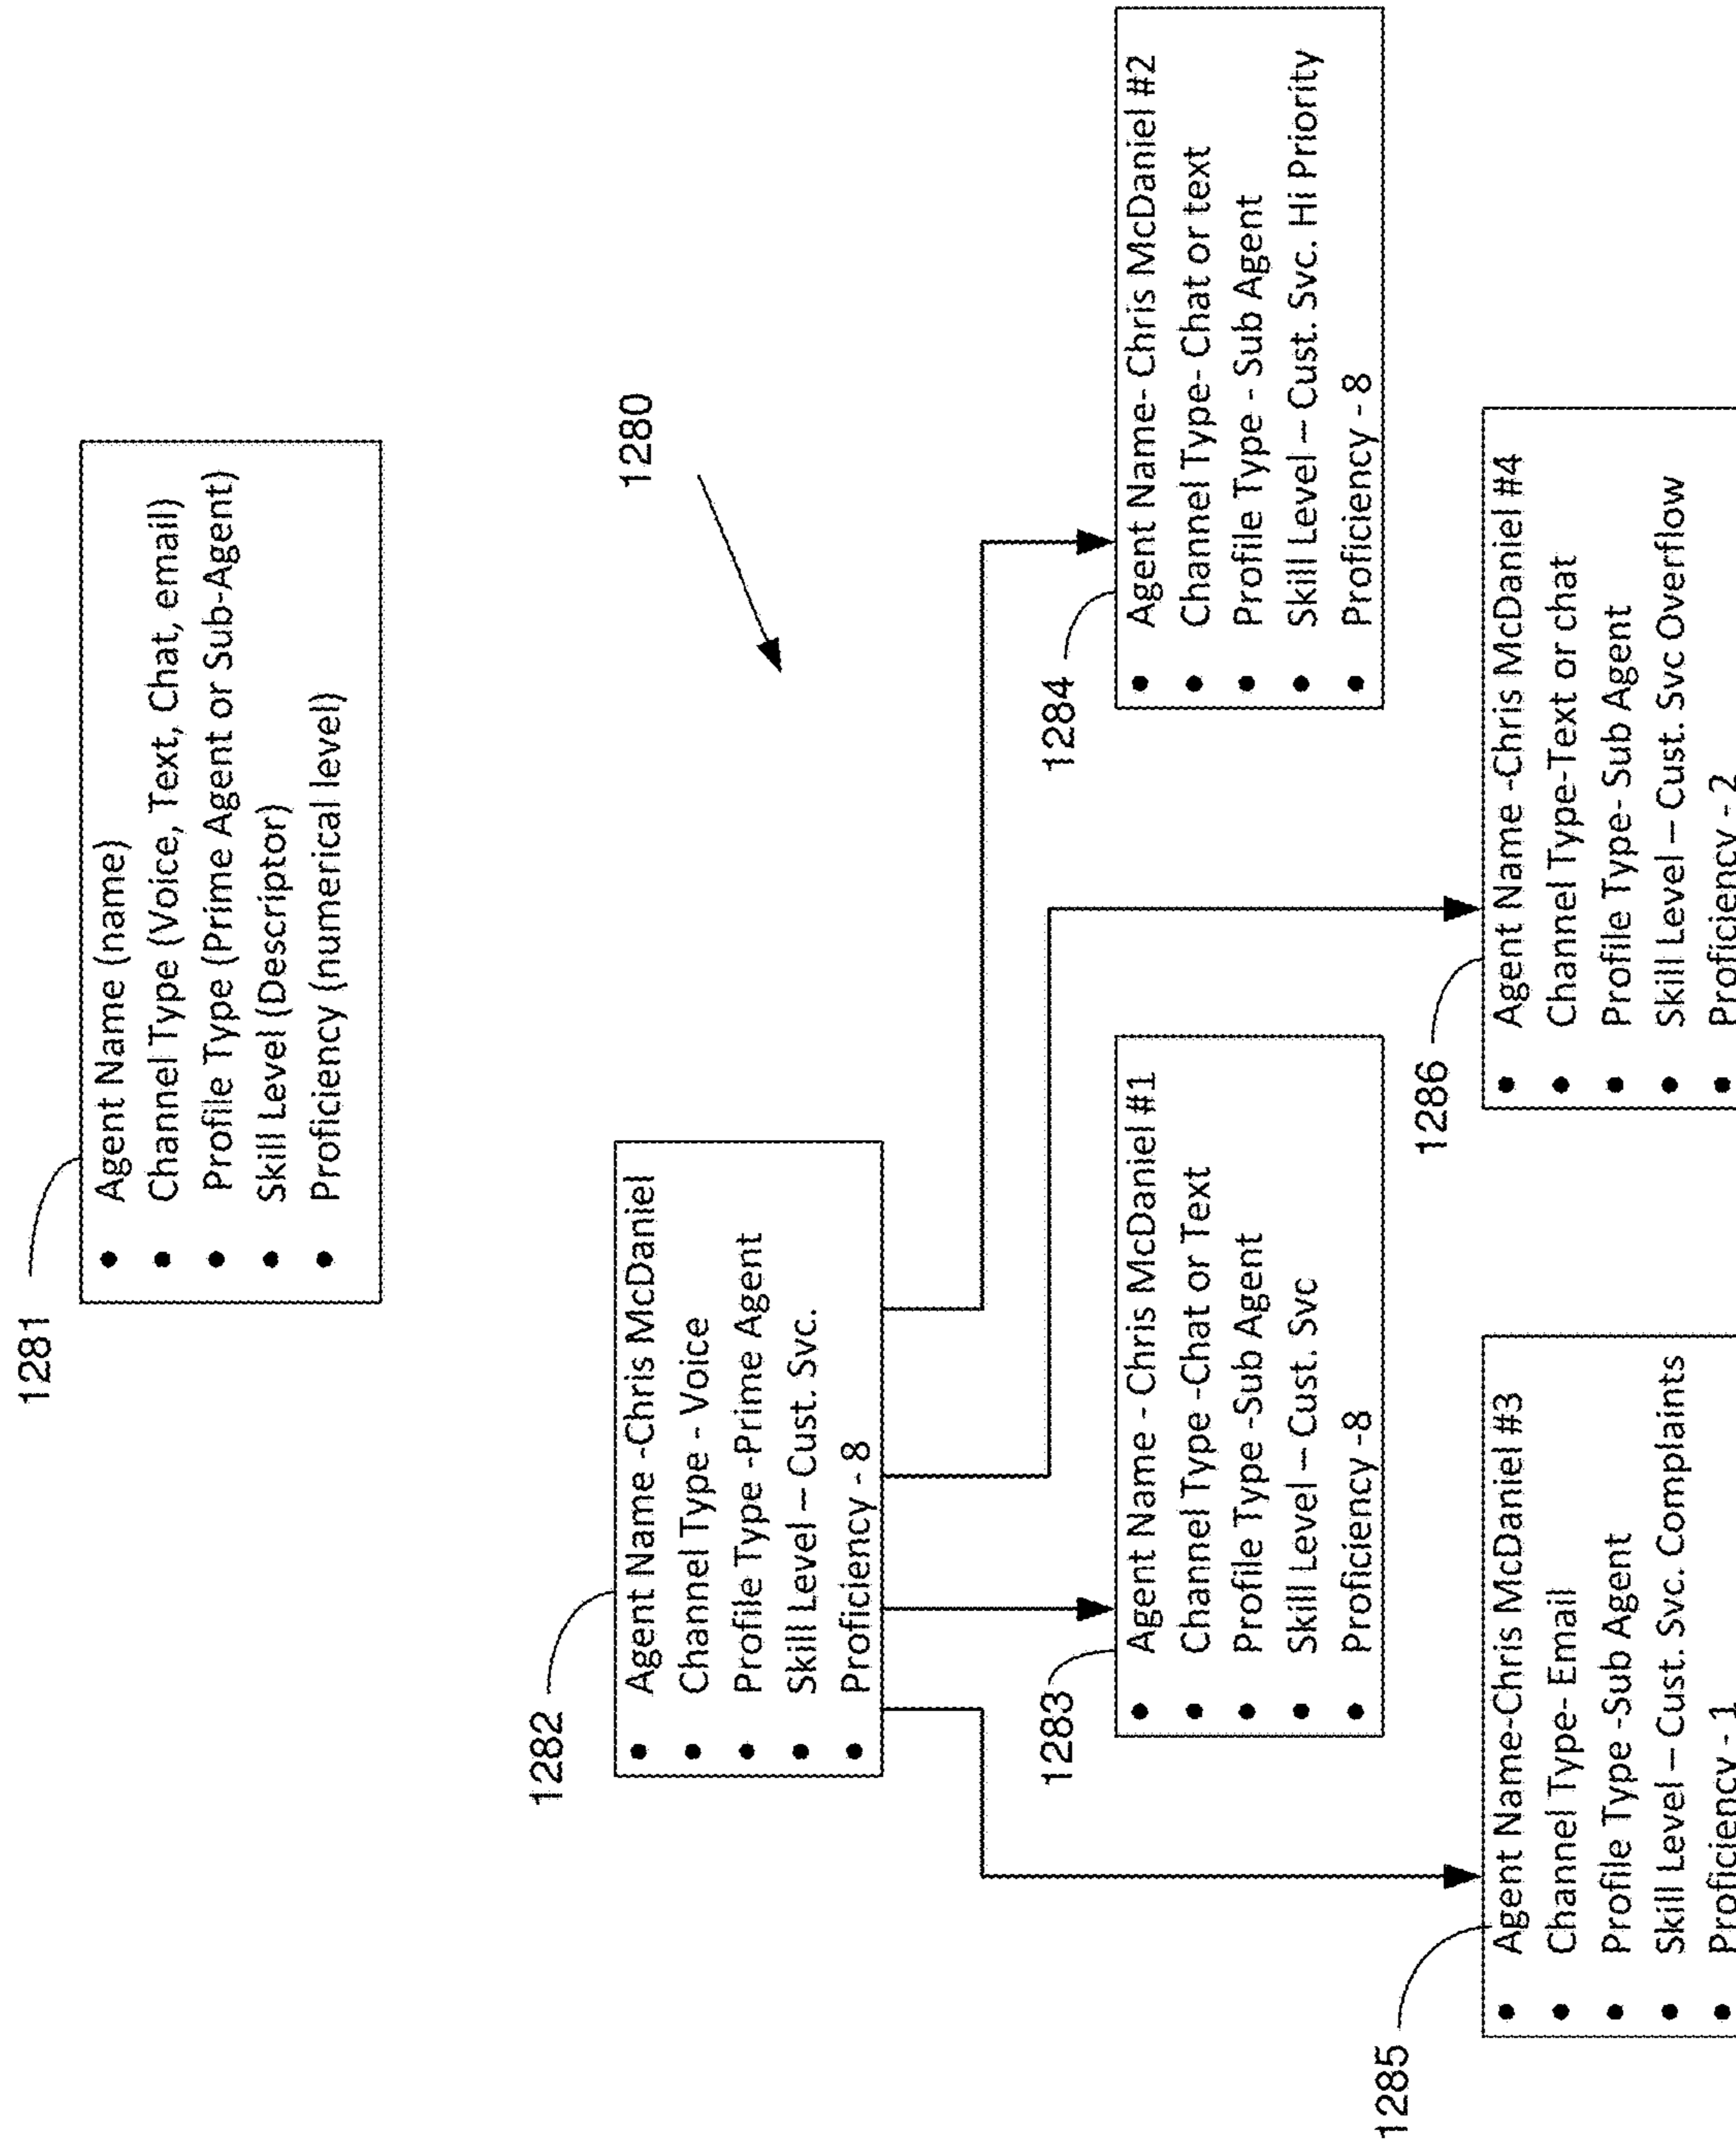 1281
• Agent Name (name)
• Channel Type (Voice, Text, Chat, email)
• Profile Type (Prime Agent or Sub-Agent)
• Skill Level (Descriptor)
• Proficiency (numerical level)
1280
1282
• Agent Name -Chris McDaniel
• Channel Type - Voice
• Profile Type -Prime Agent
• Skill Level – Cust. Svc.
• Proficiency - 8
1283
• Agent Name - Chris McDaniel #1
• Channel Type -Chat or Text
• Profile Type -Sub Agent
• Skill Level – Cust. Svc
• Proficiency -8
1284
• Agent Name- Chris McDaniel #2
• Channel Type- Chat or text
• Profile Type - Sub Agent
• Skill Level – Cust. Svc. Hi Priority
• Proficiency - 8
1285
• Agent Name-Chris McDaniel #3
• Channel Type- Email
• Profile Type -Sub Agent
• Skill Level – Cust. Svc. Complaints
• Proficiency - 1
1286
• Agent Name -Chris McDaniel #4
• Channel Type-Text or chat
• Profile Type- Sub Agent
• Skill Level – Cust. Svc Overflow
• Proficiency - 2